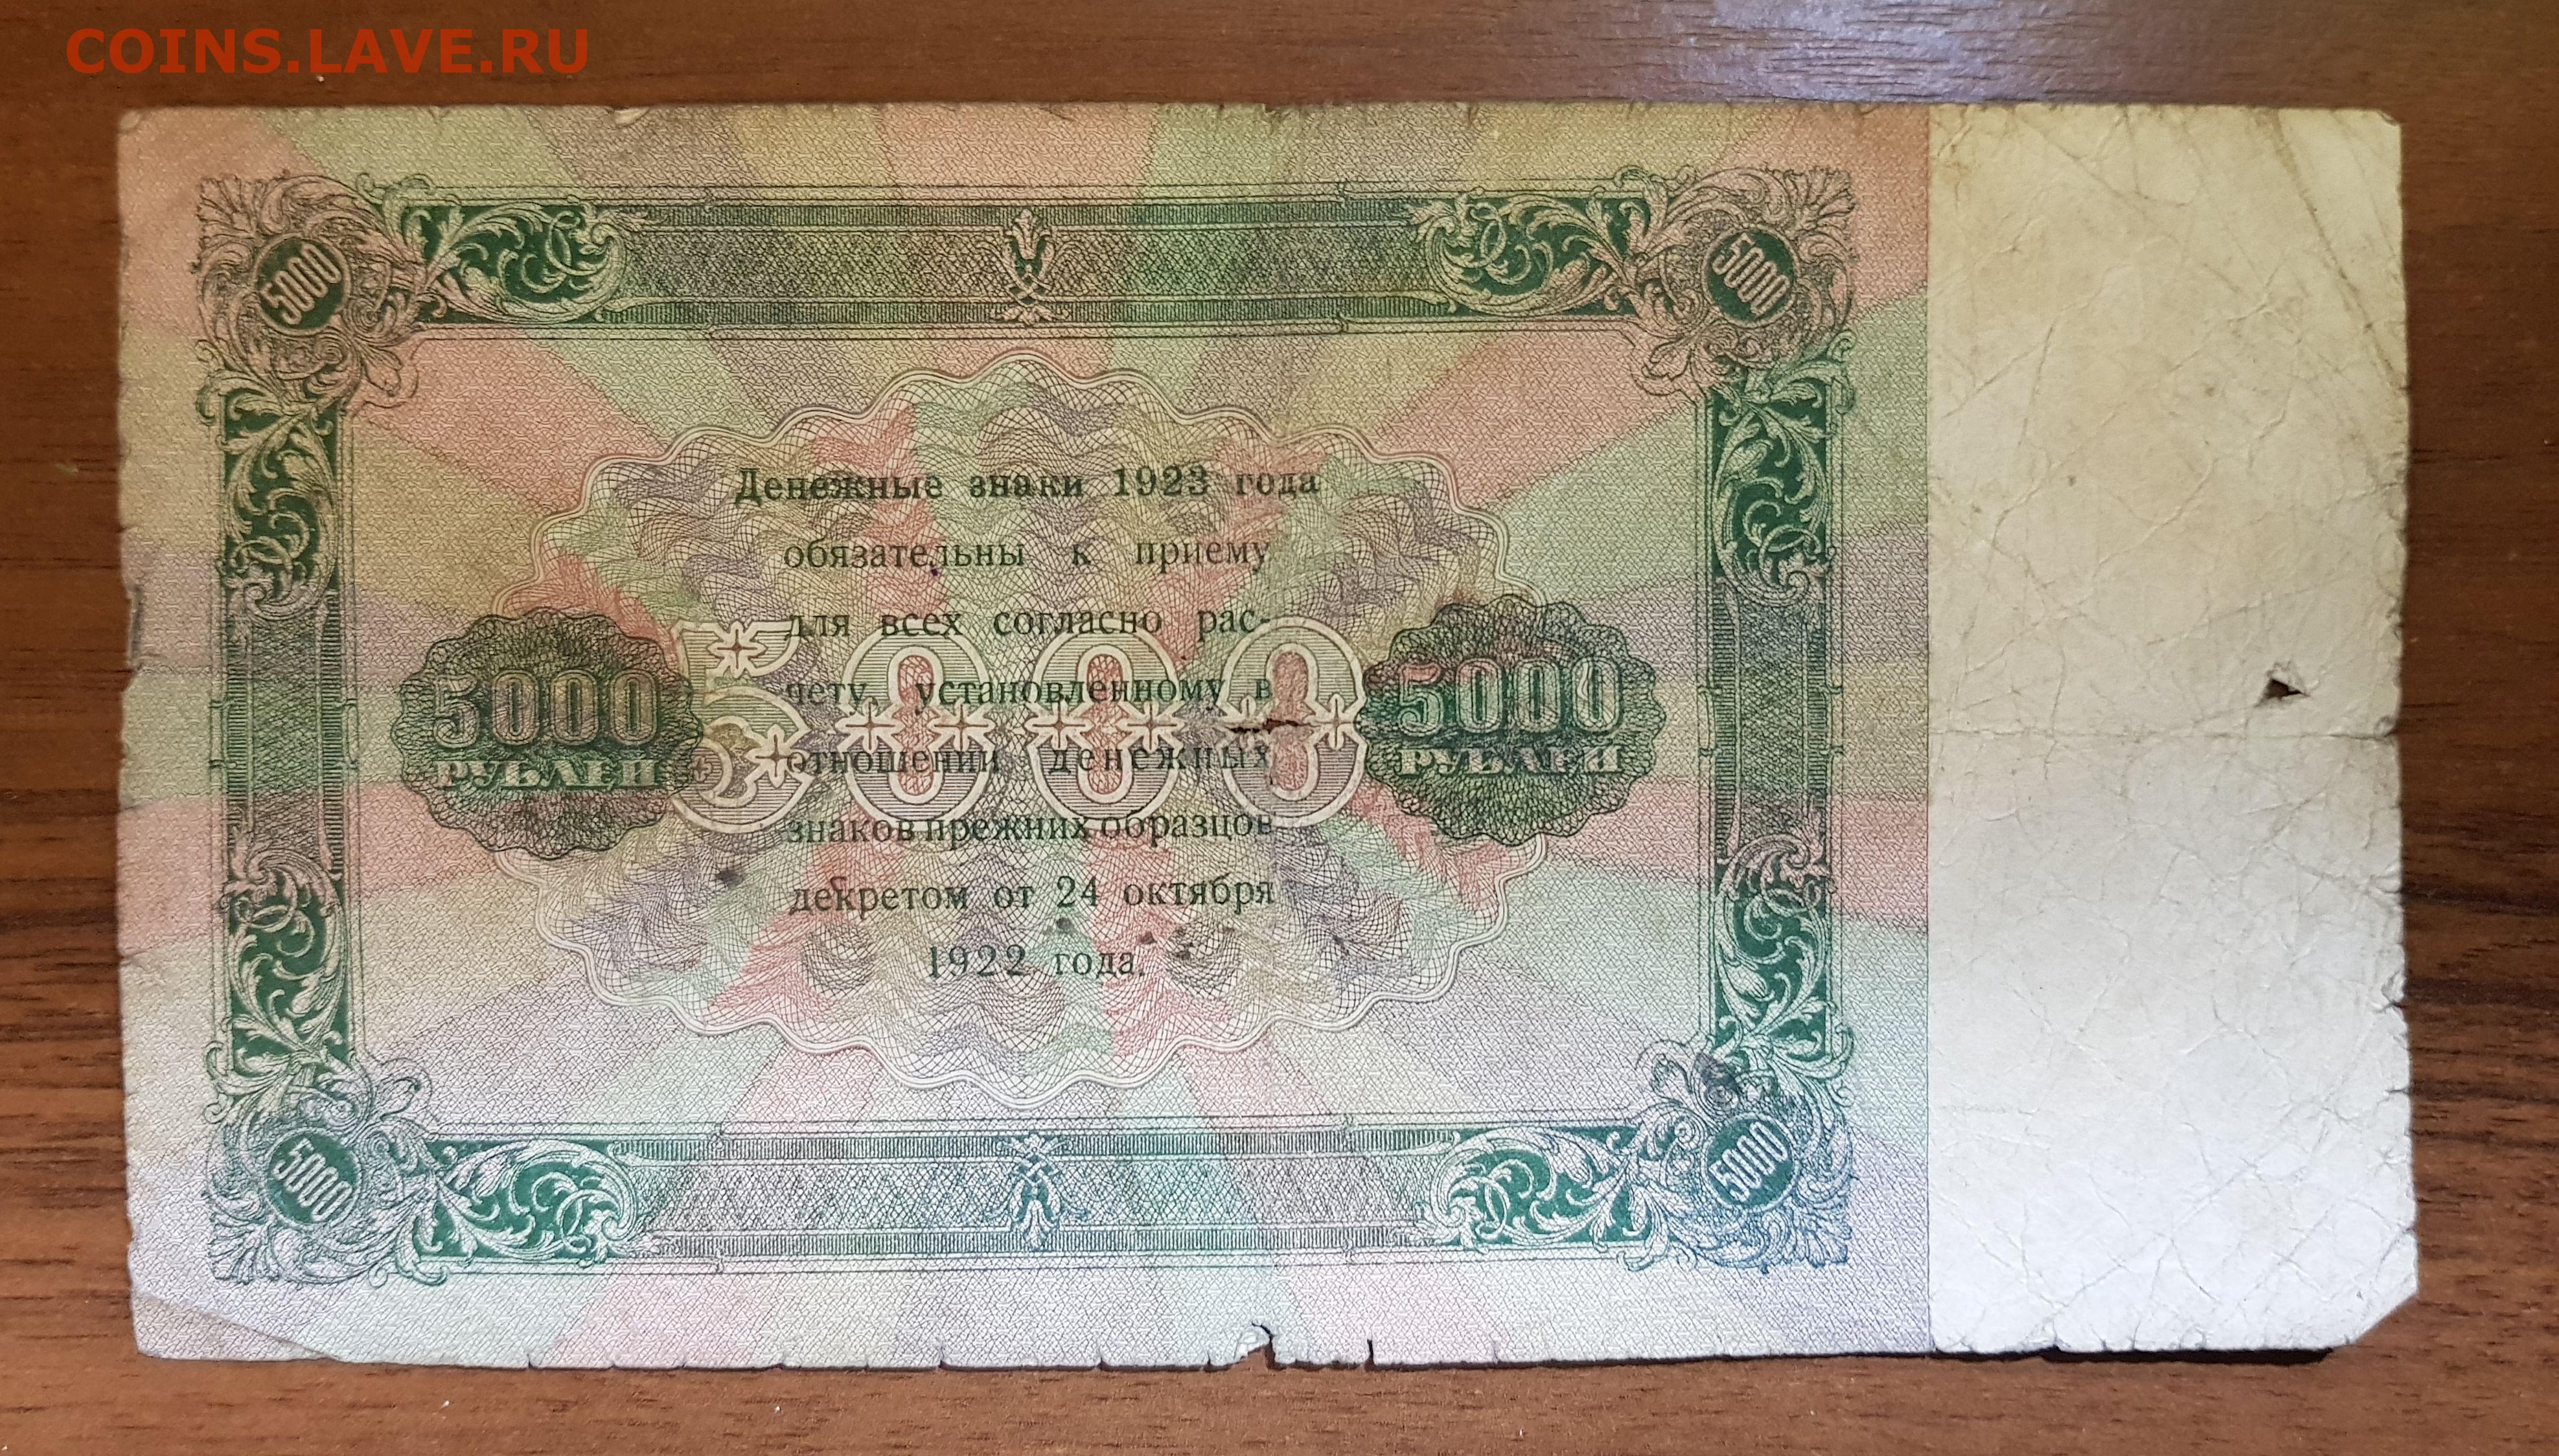 COINS.LAVE.RU
5000
5000
Денежные знаки 1923 года
обязательны к приему
для всех согласно рас-
чету, установленному в
отношении денежных
знаков прежних образцов
декретом от 24 октября
1922 года.
5000
РУБЛЕЙ
5000
5000
РУБЛЕЙ
5000
5000